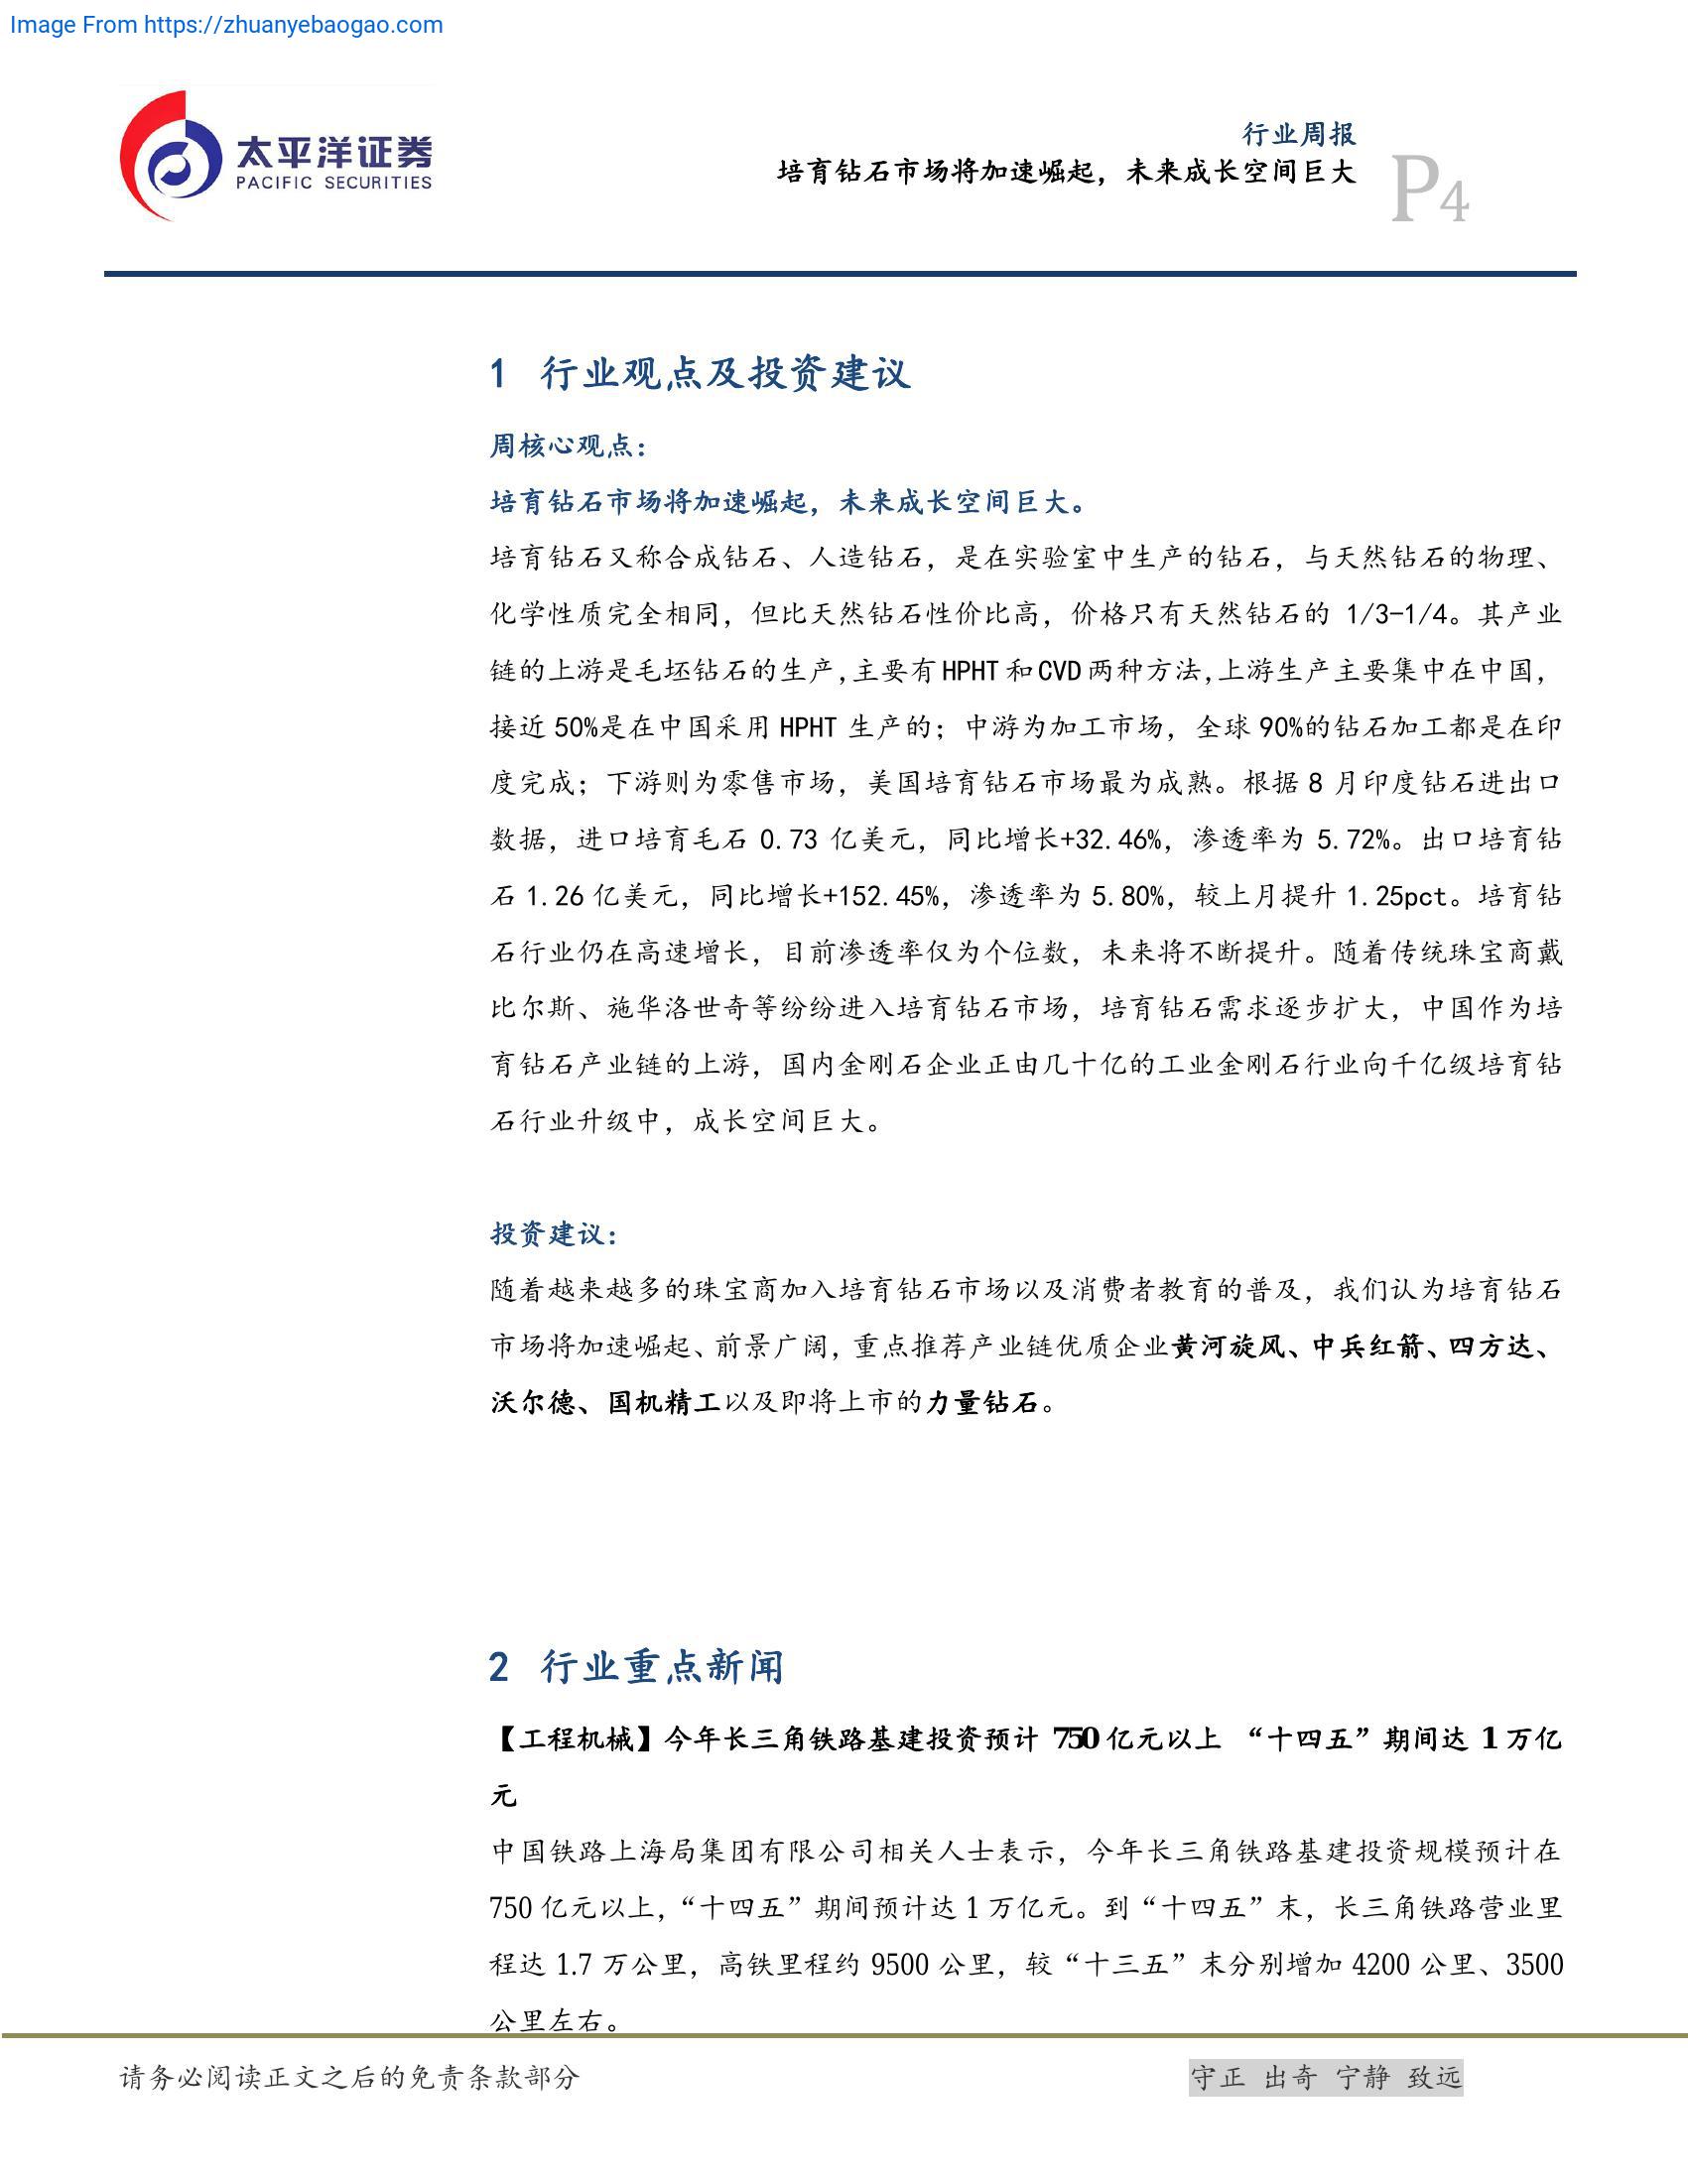 Image From https://zhuanyebaogao.com
太平洋证券
PACIFIC SECURITIES
行业周报
培育钻石市场将加速崛起，未来成长空间巨大
P4
1 行业观点及投资建议
周核心观点：
培育钻石市场将加速崛起，未来成长空间巨大。
培育钻石又称合成钻石、人造钻石，是在实验室中生产的钻石，与天然钻石的物理、
化学性质完全相同，但比天然钻石性价比高，价格只有天然钻石的 1/3-1/4。其产业
链的上游是毛坯钻石的生产，主要有 HPHT 和 CVD 两种方法，上游生产主要集中在中国，
接近 50%是在中国采用 HPHT 生产的；中游为加工市场，全球 90%的钻石加工都是在印
度完成；下游则为零售市场，美国培育钻石市场最为成熟。根据 8 月印度钻石进出口
数据，进口培育毛石 0.73 亿美元，同比增长+32.46%，渗透率为 5.72%。出口培育钻
石 1.26 亿美元，同比增长+152.45%，渗透率为 5.80%，较上月提升 1.25pct。培育钻
石行业仍在高速增长，目前渗透率仅为个位数，未来将不断提升。随着传统珠宝商戴
比尔斯、施华洛世奇等纷纷进入培育钻石市场，培育钻石需求逐步扩大，中国作为培
育钻石产业链的上游，国内金刚石企业正由几十亿的工业金刚石行业向千亿级培育钻
石行业升级中，成长空间巨大。
投资建议：
随着越来越多的珠宝商加入培育钻石市场以及消费者教育的普及，我们认为培育钻石
市场将加速崛起、前景广阔，重点推荐产业链优质企业黄河旋风、中兵红箭、四方达、
沃尔德、国机精工以及即将上市的力量钻石。
2 行业重点新闻
【工程机械】今年长三角铁路基建投资预计 750 亿元以上 “十四五”期间达 1 万亿
元
中国铁路上海局集团有限公司相关人士表示，今年长三角铁路基建投资规模预计在
750 亿元以上，“十四五”期间预计达 1 万亿元。到“十四五”末，长三角铁路营业里
程达 1.7 万公里，高铁里程约 9500 公里，较“十三五”末分别增加 4200 公里、3500
公里左右。
请务必阅读正文之后的免责条款部分
守正 出奇 宁静 致远